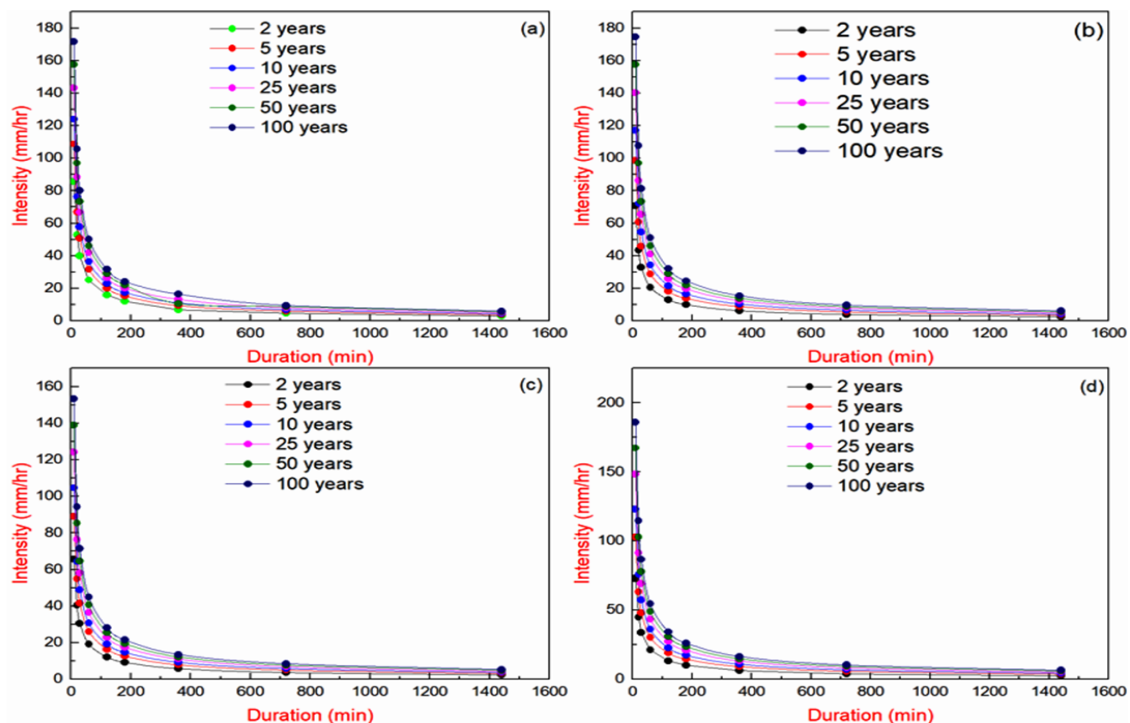 (a)
2 years
5 years
10 years
25 years
50 years
100 years
Intensity (mm/hr)
180
160
140
120
100
80
60
40
20
0
0 200 400 600 800 1000 1200 1400 1600
Duration (min)
(b)
2 years
5 years
10 years
25 years
50 years
100 years
Intensity (mm/hr)
180
160
140
120
100
80
60
40
20
0
0 200 400 600 800 1000 1200 1400 1600
Duration (min)
(c)
2 years
5 years
10 years
25 years
50 years
100 years
Intensity (mm/hr)
160
140
120
100
80
60
40
20
0
0 200 400 600 800 1000 1200 1400 1600
Duration (min)
(d)
2 years
5 years
10 years
25 years
50 years
100 years
Intensity (mm/hr)
200
150
100
50
0
0 200 400 600 800 1000 1200 1400 1600
Duration (min)